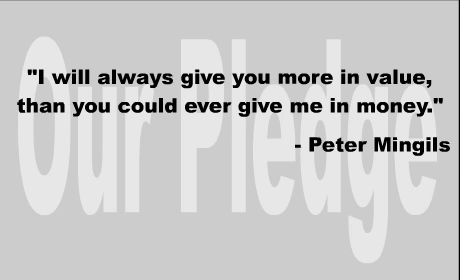 Our Pledge
"I will always give you more in value,
than you could ever give me in money."
- Peter Mingils